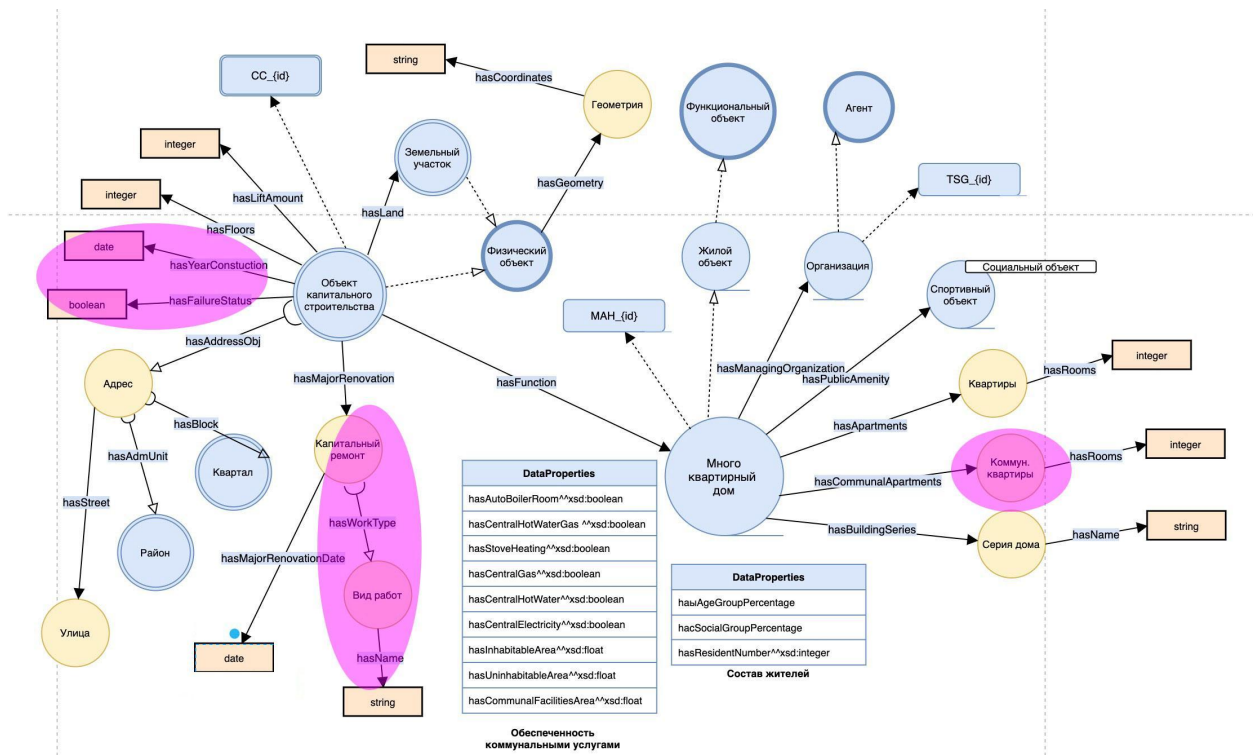 string
CC_{id}
hasCoordinates
Геометрия
Функциональный
объект
Агент
integer
Земельный
участок
TSG_{id}
integer
hasLiftAmount
hasGeometry
hasLand
hasFloors
date
Физический
объект
Жилой
объект
Организация
hasYearConstuction
Социальный объект
Объект
капитального
строительства
Спортивный
объект
boolean
hasFailureStatus
MAH_{id}
hasAddressObj
integer
hasManagingOrganization
hasMajorRenovation
hasFunction
hasPublicAmenity
hasRooms
Адрес
Квартиры
hasApartments
hasBlock
Капитальный
ремонт
integer
hasAdmUnit
Квартал
Много
квартирный
дом
hasRooms
Коммун.
квартиры
DataProperties
hasCommunalApartments
hasStreet
hasAutoBoilerRoom^^xsd:boolean
hasWorkType
hasCentralHotWaterGas ^^xsd:boolean
hasBuildingSeries
string
hasName
Серия дома
Район
hasMajorRenovationDate
hasStoveHeating^^xsd:boolean
hasCentralGas^^xsd:boolean
DataProperties
Вид работ
hasCentralHotWater^^xsd:boolean
haыAgeGroupPercentage
hasCentralElectricity^^xsd:boolean
hacSocialGroupPercentage
Улица
hasInhabitableArea^^xsd:float
hasResidentNumber^^xsd:integer
date
hasName
hasUninhabitableArea^^xsd:float
Состав жителей
string
hasCommunalFacilitiesArea^^xsd:float
Обеспеченность
коммунальными услугами